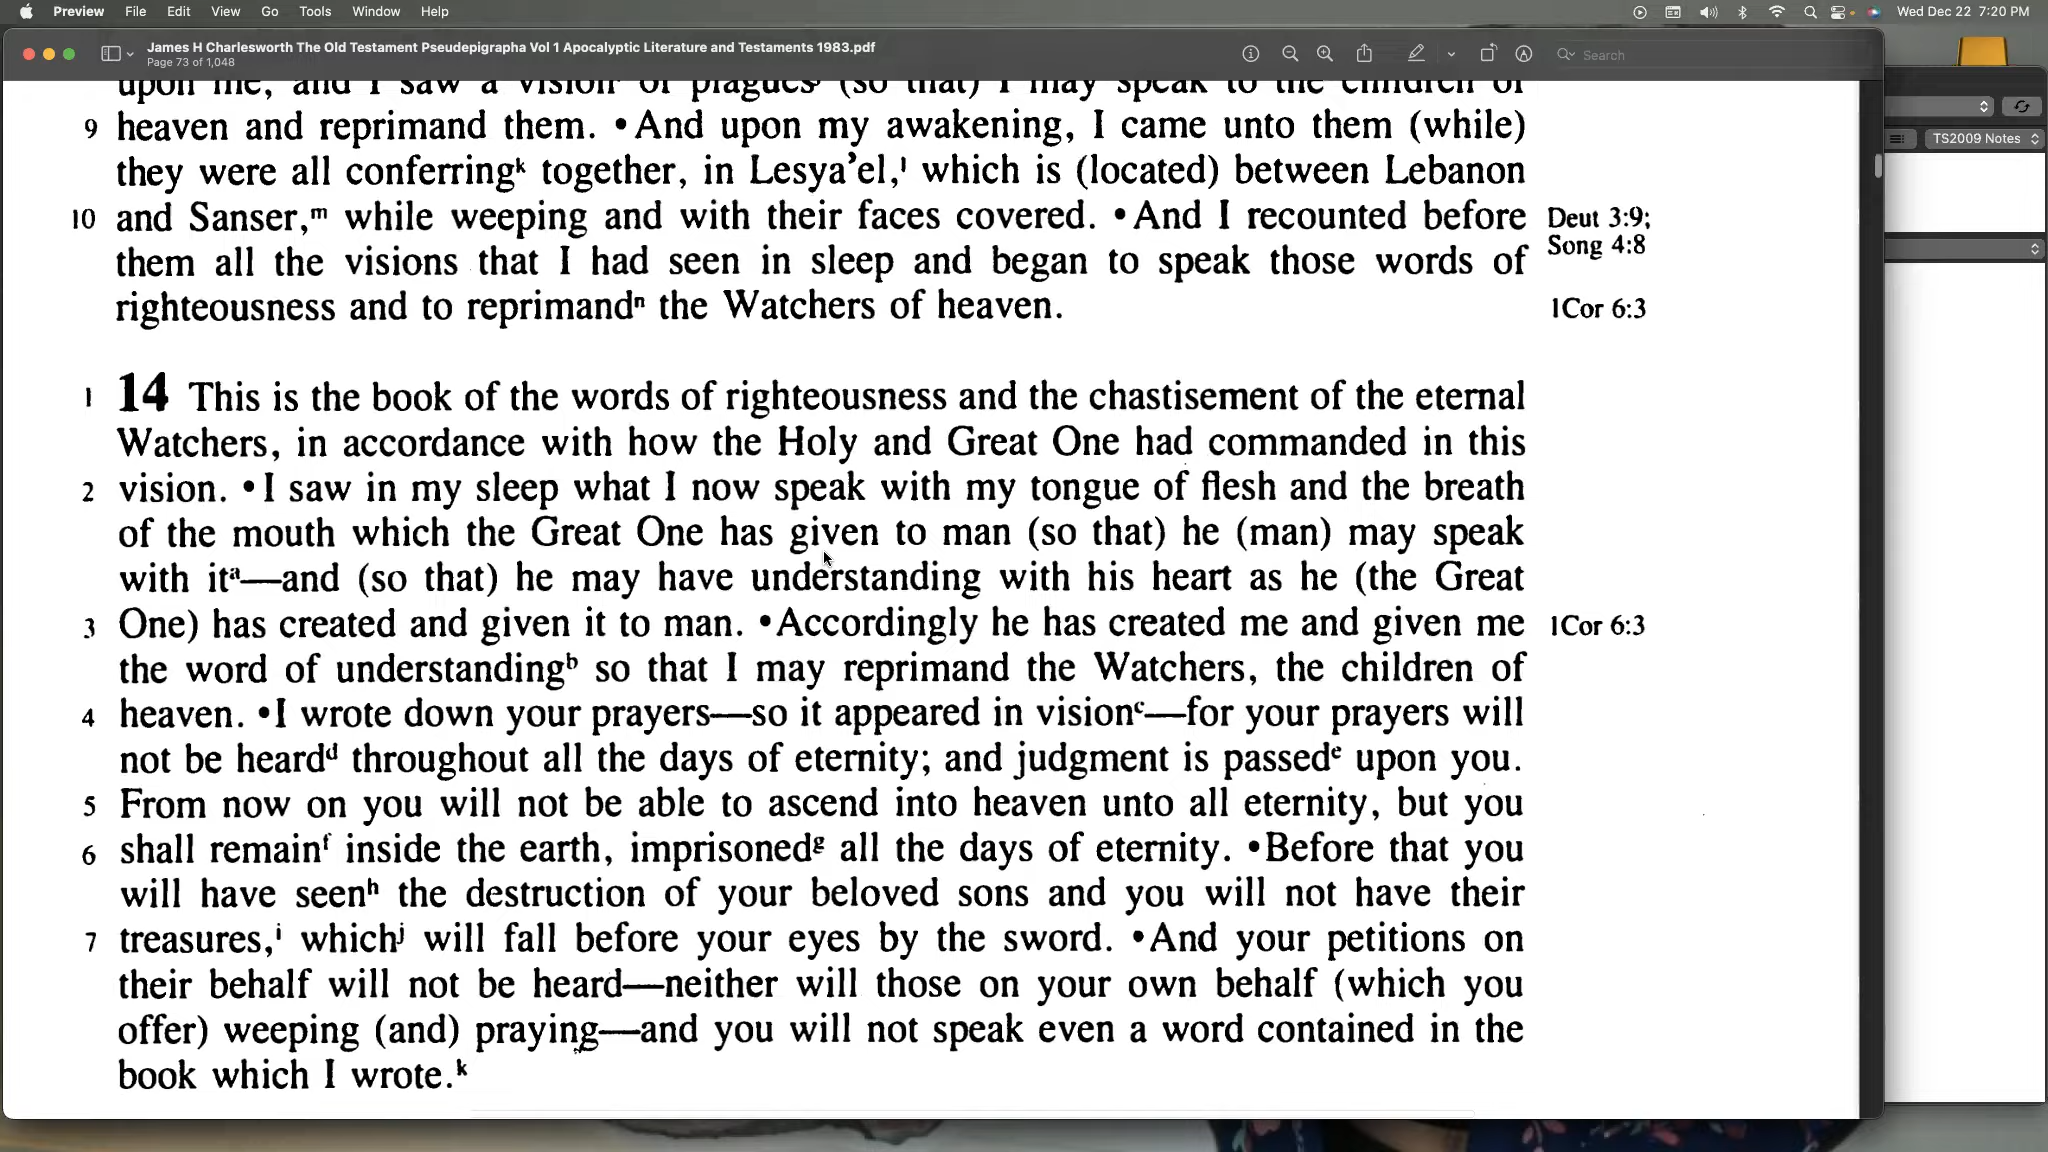 Preview File Edit View Go Tools Window Help Wed Dec 22 7:20 PM
James H Charlesworth The Old Testament Pseudepigrapha Vol 1 Apocalyptic Literature and Testaments 1983.pdf
Page 73 of 1,048
Search
TS2009 Notes
upon me, and I saw a vision of plagues (so that) I may speak to the children of
9 heaven and reprimand them. •And upon my awakening, I came unto them (while)
they were all conferringᵏ together, in Lesya’el,ˡ which is (located) between Lebanon
10 and Sanser,ᵐ while weeping and with their faces covered. •And I recounted before Deut 3:9;
Song 4:8
them all the visions that I had seen in sleep and began to speak those words of
righteousness and to reprimandⁿ the Watchers of heaven. 1Cor 6:3
1 14 This is the book of the words of righteousness and the chastisement of the eternal
Watchers, in accordance with how the Holy and Great One had commanded in this
2 vision. •I saw in my sleep what I now speak with my tongue of flesh and the breath
of the mouth which the Great One has given to man (so that) he (man) may speak
with itᵃ—and (so that) he may have understanding with his heart as he (the Great
3 One) has created and given it to man. •Accordingly he has created me and given me 1Cor 6:3
the word of understandingᵇ so that I may reprimand the Watchers, the children of
4 heaven. •I wrote down your prayers—so it appeared in visionᶜ—for your prayers will
not be heardᵈ throughout all the days of eternity; and judgment is passedᵉ upon you.
5 From now on you will not be able to ascend into heaven unto all eternity, but you
6 shall remainᶠ inside the earth, imprisonedᵍ all the days of eternity. •Before that you
will have seenʰ the destruction of your beloved sons and you will not have their
7 treasures,ⁱ whichʲ will fall before your eyes by the sword. •And your petitions on
their behalf will not be heard—neither will those on your own behalf (which you
offer) weeping (and) praying—and you will not speak even a word contained in the
book which I wrote.ᵏ